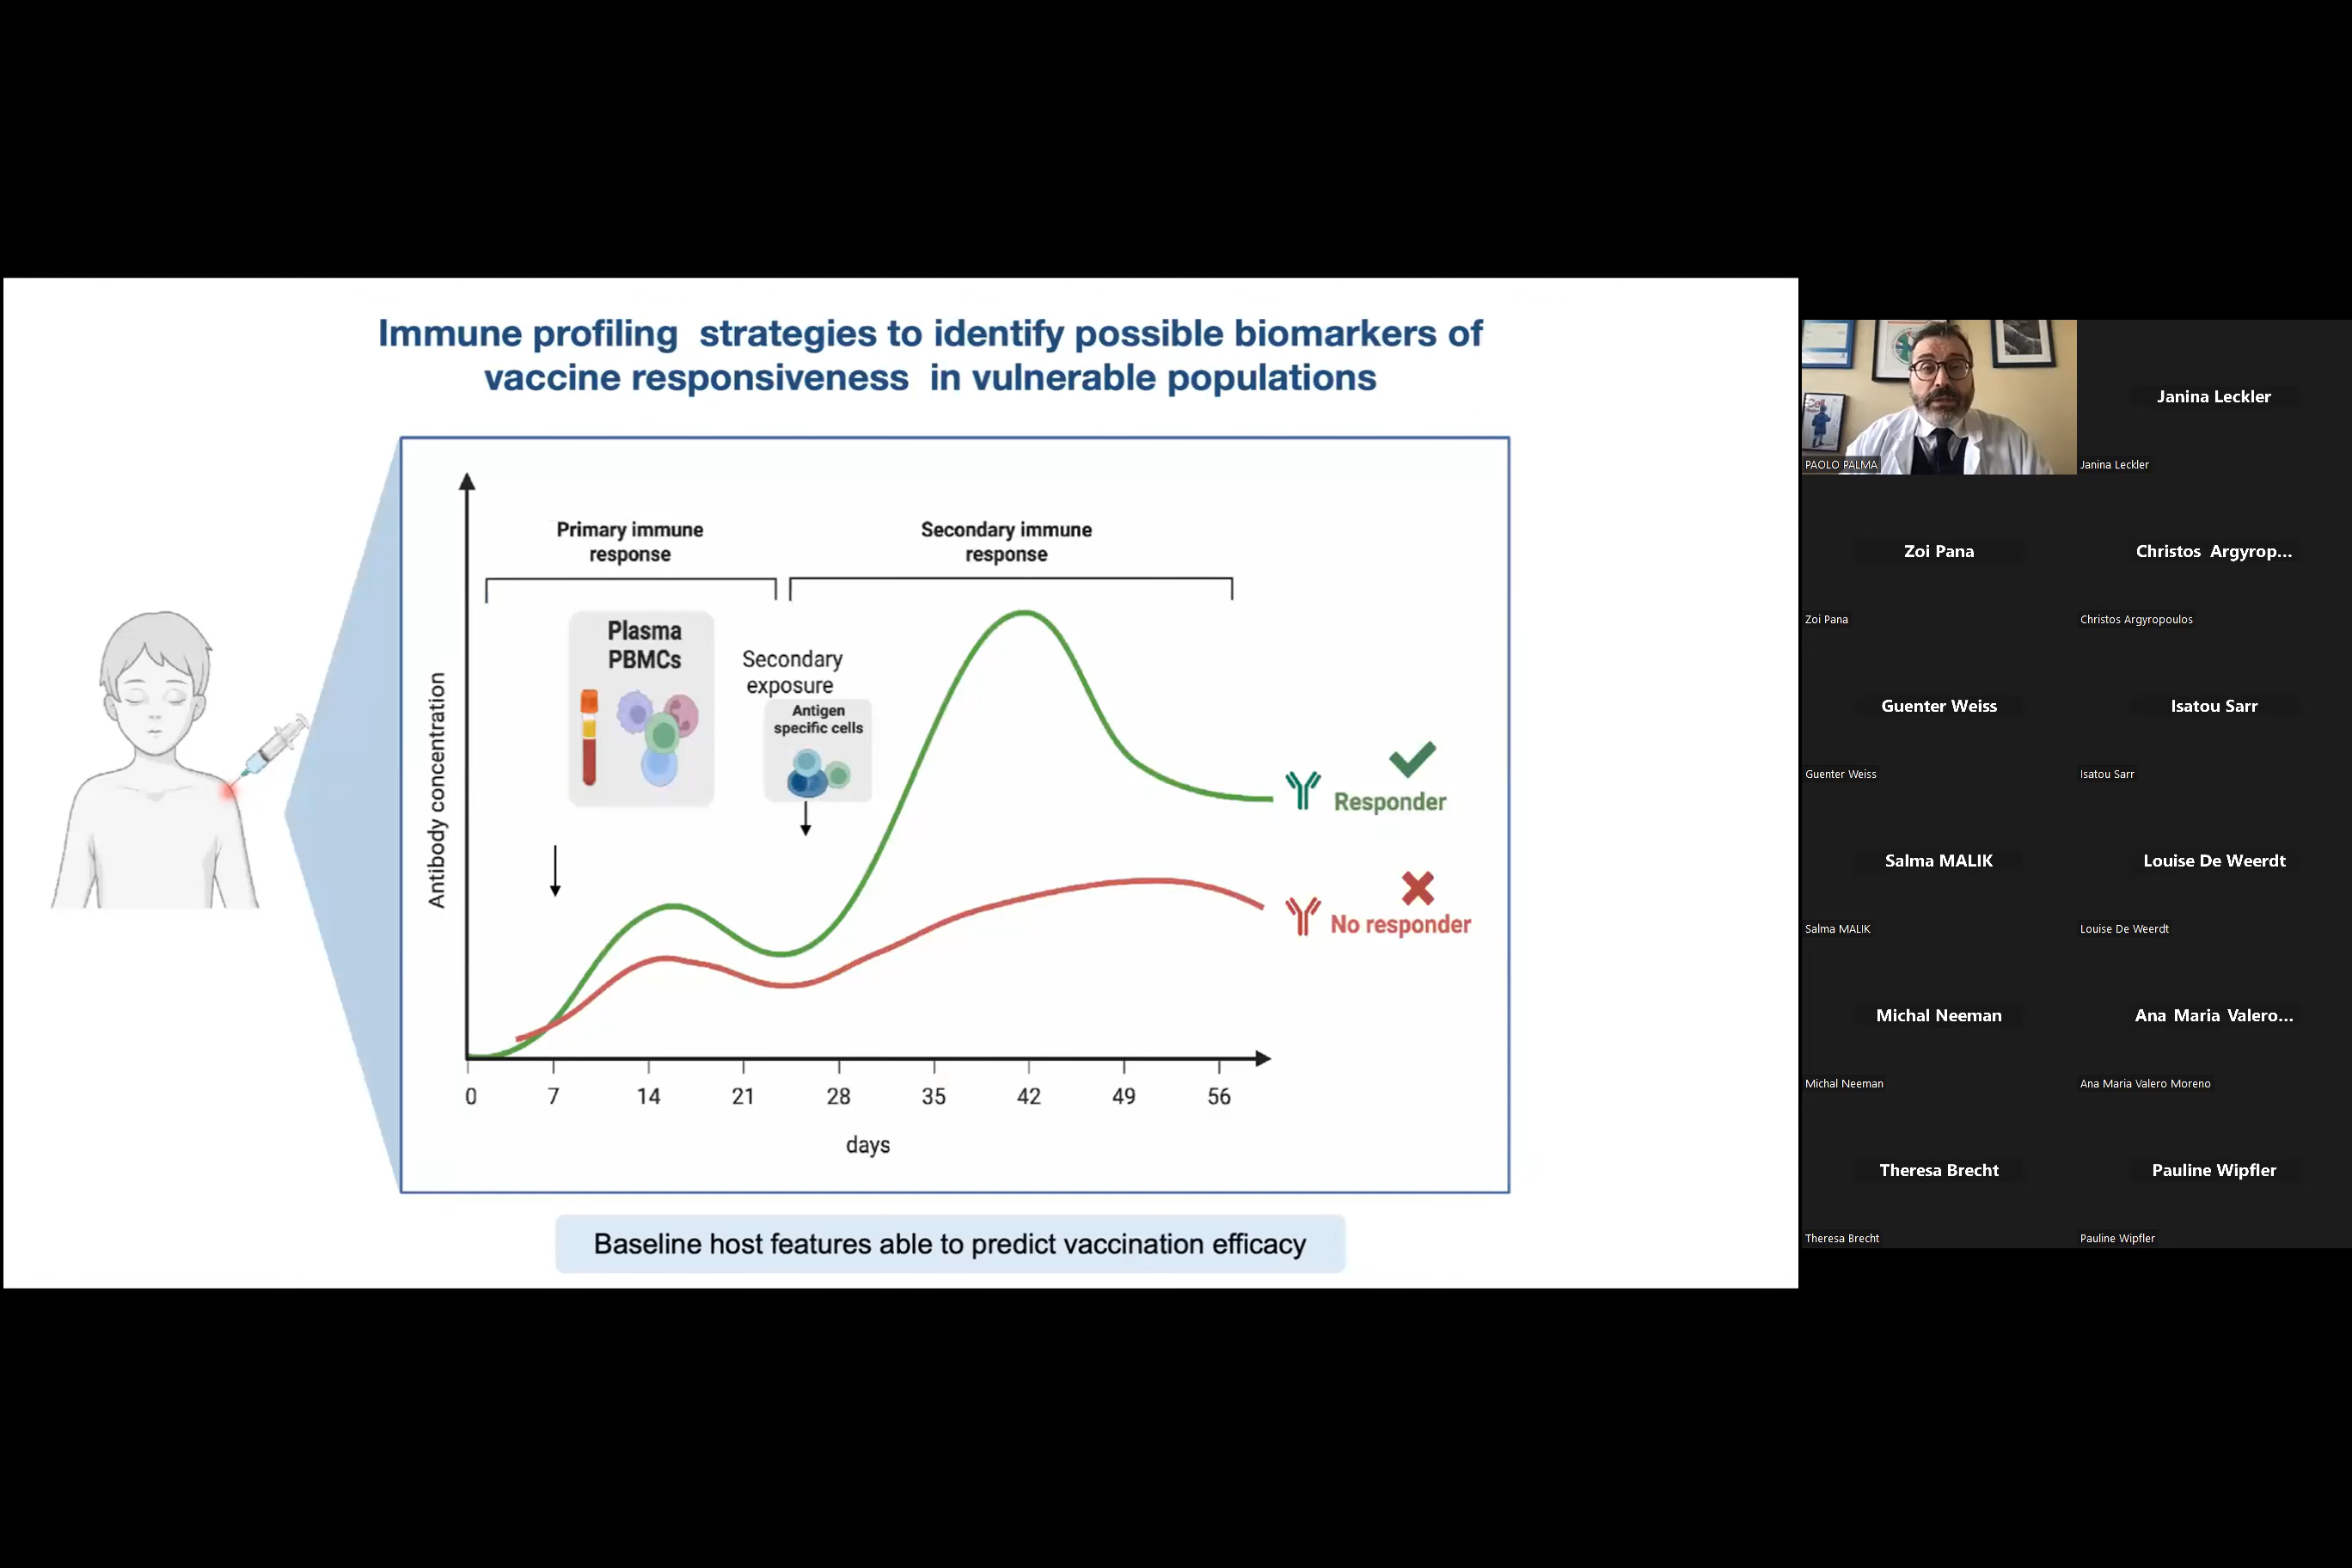 Immune profiling strategies to identify possible biomarkers of
vaccine responsiveness in vulnerable populations
Primary immune
response
Secondary immune
response
Plasma
PBMCs
Secondary
exposure
Antigen
specific cells
Antibody concentration
Responder
No responder
0 7 14 21 28 35 42 49 56
days
Baseline host features able to predict vaccination efficacy
Cell
PAOLO PALMA
Janina Leckler
Janina Leckler
Zoi Pana
Zoi Pana
Christos Argyrop...
Christos Argyropoulos
Guenter Weiss
Guenter Weiss
Isatou Sarr
Isatou Sarr
Salma MALIK
Salma MALIK
Louise De Weerdt
Louise De Weerdt
Michal Neeman
Michal Neeman
Ana Maria Valero...
Ana Maria Valero Moreno
Theresa Brecht
Theresa Brecht
Pauline Wipfler
Pauline Wipfler